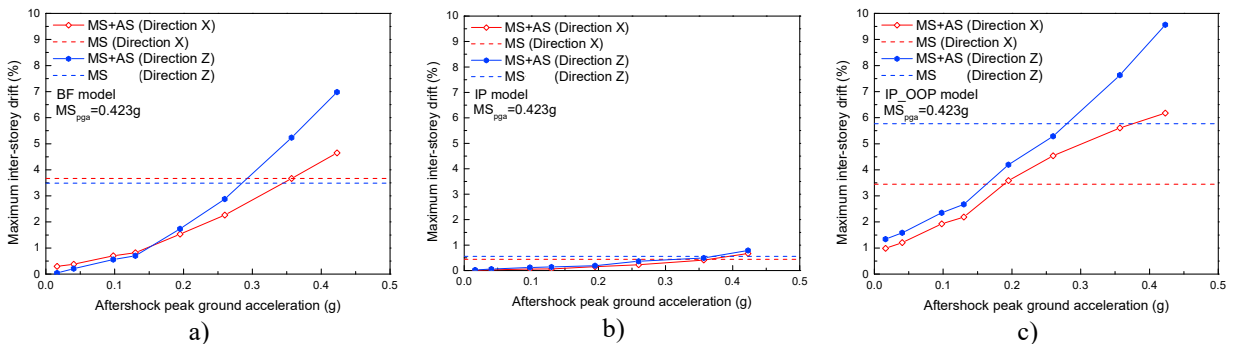 10
9
8
7
6
5
4
3
2
1
0
Maximum inter-storey drift (%)
MS+AS (Direction X)
MS (Direction X)
MS+AS (Direction Z)
MS (Direction Z)
BF model
MSpga=0.423g
0.0 0.1 0.2 0.3 0.4 0.5
Aftershock peak ground acceleration (g)
a)
10
9
8
7
6
5
4
3
2
1
0
Maximum inter-storey drift (%)
MS+AS (Direction X)
MS (Direction X)
MS+AS (Direction Z)
MS (Direction Z)
IP model
MSpga=0.423g
0.0 0.1 0.2 0.3 0.4 0.5
Aftershock peak ground acceleration (g)
b)
10
9
8
7
6
5
4
3
2
1
0
Maximum inter-storey drift (%)
MS+AS (Direction X)
MS (Direction X)
MS+AS (Direction Z)
MS (Direction Z)
IP_OOP model
MSpga=0.423g
0.0 0.1 0.2 0.3 0.4 0.5
Aftershock peak ground acceleration (g)
c)